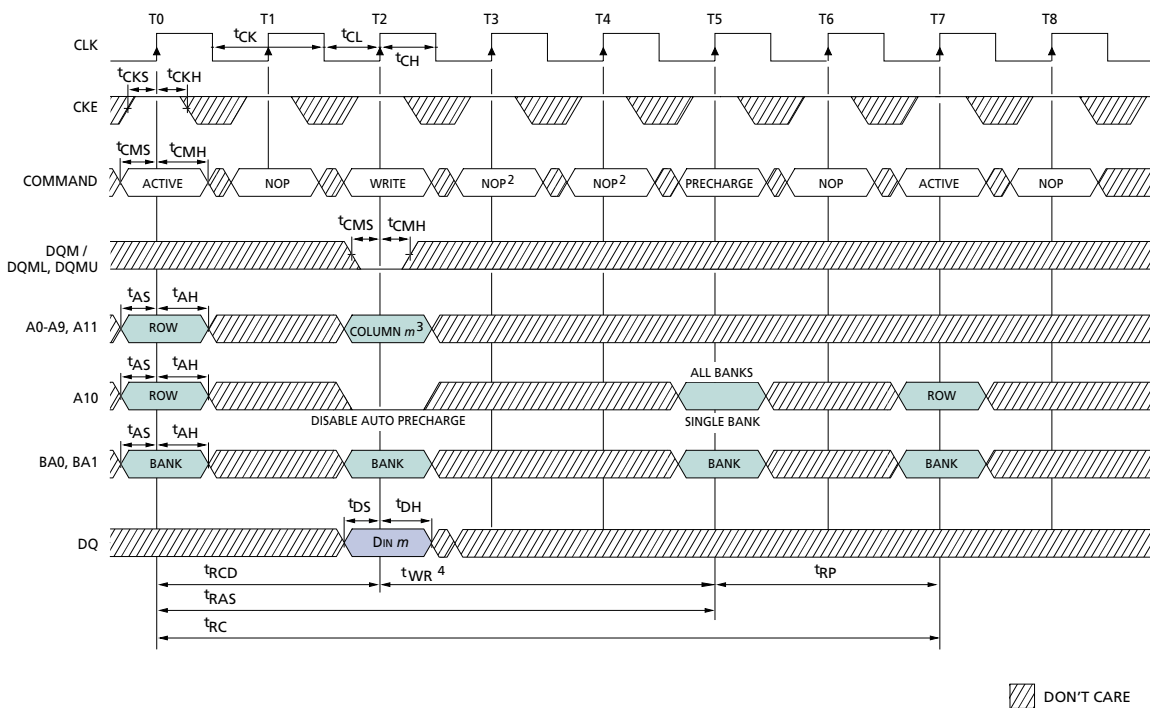 T0 T1 T2 T3 T4 T5 T6 T7 T8
CLK
tCK tCL tCH
tCKS tCKH
CKE
tCMS tCMH
COMMAND ACTIVE NOP WRITE NOP2 NOP2 PRECHARGE NOP ACTIVE NOP
tCMS tCMH
DQM /
DQML, DQMU
tAS tAH
A0-A9, A11 ROW COLUMN m3
tAS tAH ALL BANKS
A10 ROW ROW
DISABLE AUTO PRECHARGE SINGLE BANK
tAS tAH
BA0, BA1 BANK BANK BANK BANK
tDS tDH
DQ DIN m
tRCD tWR 4 tRP
tRAS
tRC
DON'T CARE